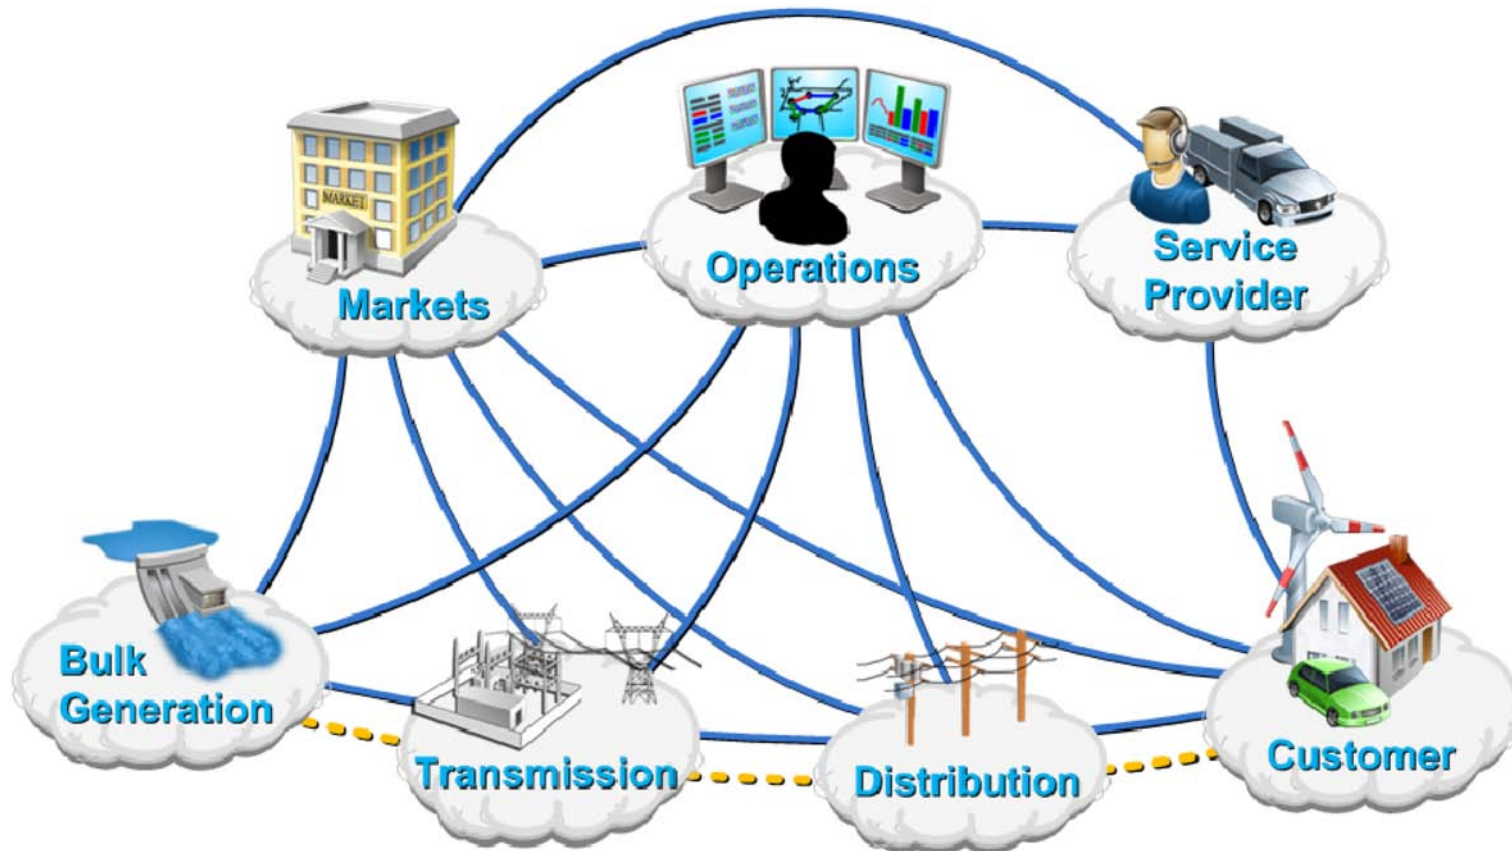 MARKET
Markets
Operations
Service
Provider
Bulk
Generation
Transmission
Distribution
Customer